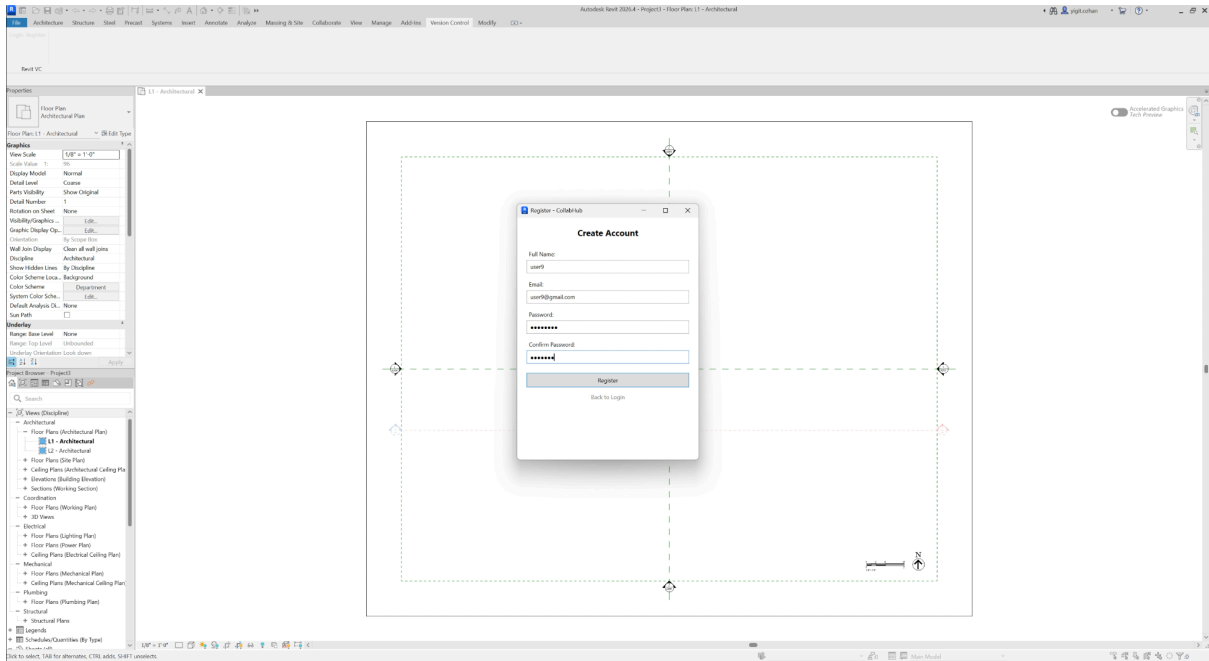 Autodesk Revit 2026.4 - Project3 - Floor Plan: L1 - Architectural
yigit.ozhan
File Architecture Structure Steel Precast Systems Insert Annotate Analyze Massing & Site Collaborate View Manage Add-Ins Version Control Modify
Login Register
Revit VC
Properties
L1 - Architectural
Floor Plan
Architectural Plan
Floor Plan: L1 - Architectural Edit Type
Graphics
View Scale 1/8" = 1'-0"
Scale Value 1: 96
Display Model Normal
Detail Level Coarse
Parts Visibility Show Original
Detail Number 1
Rotation on Sheet None
Visibility/Graphics ... Edit...
Graphic Display Op... Edit...
Orientation By Scope Box
Wall Join Display Clean all wall joins
Discipline Architectural
Show Hidden Lines By Discipline
Color Scheme Loca... Background
Color Scheme Department
System Color Sche... Edit...
Default Analysis Di... None
Sun Path
Underlay
Range: Base Level None
Range: Top Level Unbounded
Underlay Orientation Look down
Apply
Project Browser - Project3
Search
Views (Discipline)
Architectural
Floor Plans (Architectural Plan)
L1 - Architectural
L2 - Architectural
Floor Plans (Site Plan)
Ceiling Plans (Architectural Ceiling Pla
Elevations (Building Elevation)
Sections (Working Section)
Coordination
Floor Plans (Working Plan)
3D Views
Electrical
Floor Plans (Lighting Plan)
Floor Plans (Power Plan)
Ceiling Plans (Electrical Ceiling Plan)
Mechanical
Floor Plans (Mechanical Plan)
Ceiling Plans (Mechanical Ceiling Plan
Plumbing
Floor Plans (Plumbing Plan)
Structural
Structural Plans
Legends
Schedules/Quantities (By Type)
Sheets (all)
Accelerated Graphics
Tech Preview
Register - CollabHub
Create Account
Full Name:
user9
Email:
user9@gmail.com
Password:
Confirm Password:
Register
Back to Login
N
1/8" = 1'-0"
Click to select, TAB for alternates, CTRL adds, SHIFT unselects.
:0
Main Model
:0